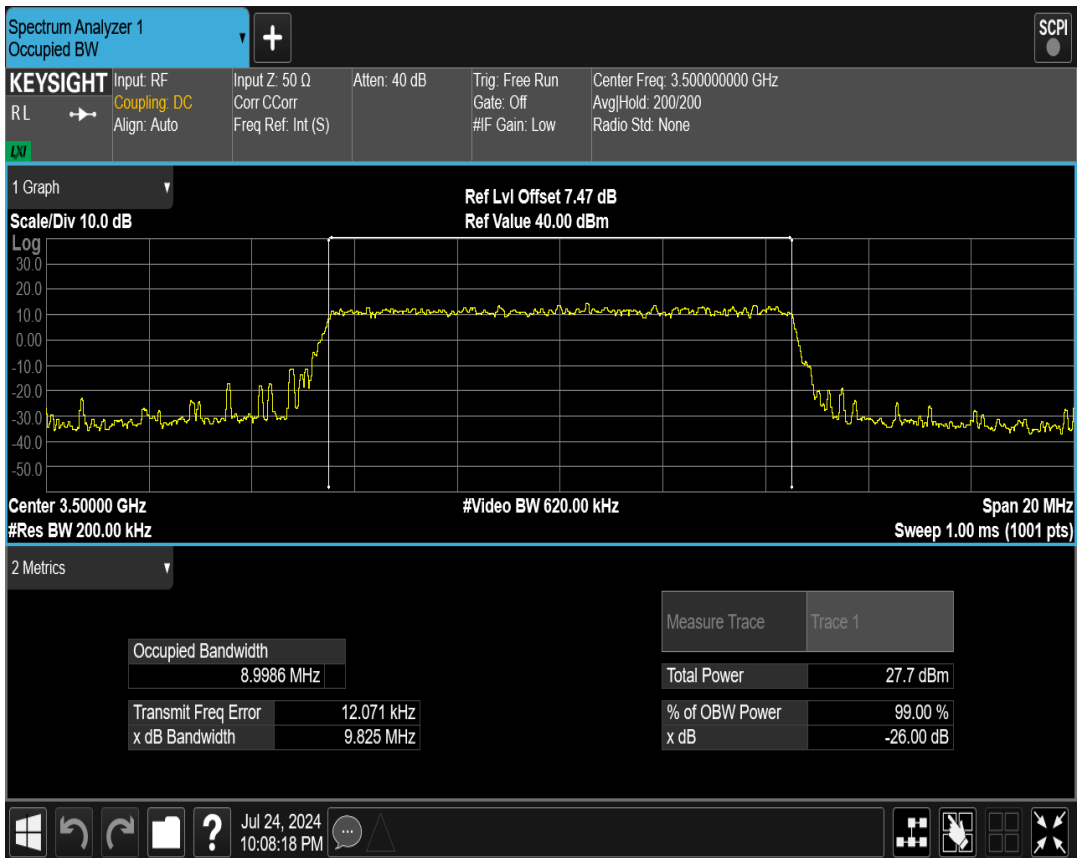 Spectrum Analyzer 1
Occupied BW
+
SCPI
KEYSIGHT
RL
LXI
Input: RF
Coupling: DC
Align: Auto
Input Z: 50 Ω
Corr CCorr
Freq Ref: Int (S)
Atten: 40 dB
Trig: Free Run
Gate: Off
#IF Gain: Low
Center Freq: 3.500000000 GHz
Avg|Hold: 200/200
Radio Std: None
1 Graph
Ref Lvl Offset 7.47 dB
Scale/Div 10.0 dB
Ref Value 40.00 dBm
Log
30.0
20.0
10.0
0.00
-10.0
-20.0
-30.0
-40.0
-50.0
Center 3.50000 GHz
#Video BW 620.00 kHz
Span 20 MHz
#Res BW 200.00 kHz
Sweep 1.00 ms (1001 pts)
2 Metrics
Measure Trace
Trace 1
Occupied Bandwidth
8.9986 MHz
Total Power
27.7 dBm
Transmit Freq Error
12.071 kHz
% of OBW Power
99.00 %
x dB Bandwidth
9.825 MHz
x dB
-26.00 dB
?
Jul 24, 2024
10:08:18 PM